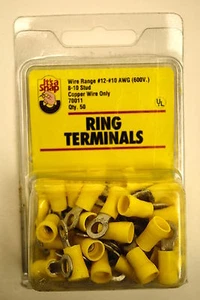 Itsa
Snap
Wire Range #12-#10 AWG (600V.)
8-10 Stud
Copper Wire Only
70011
Qty. 50
UL
RING
TERMINALS